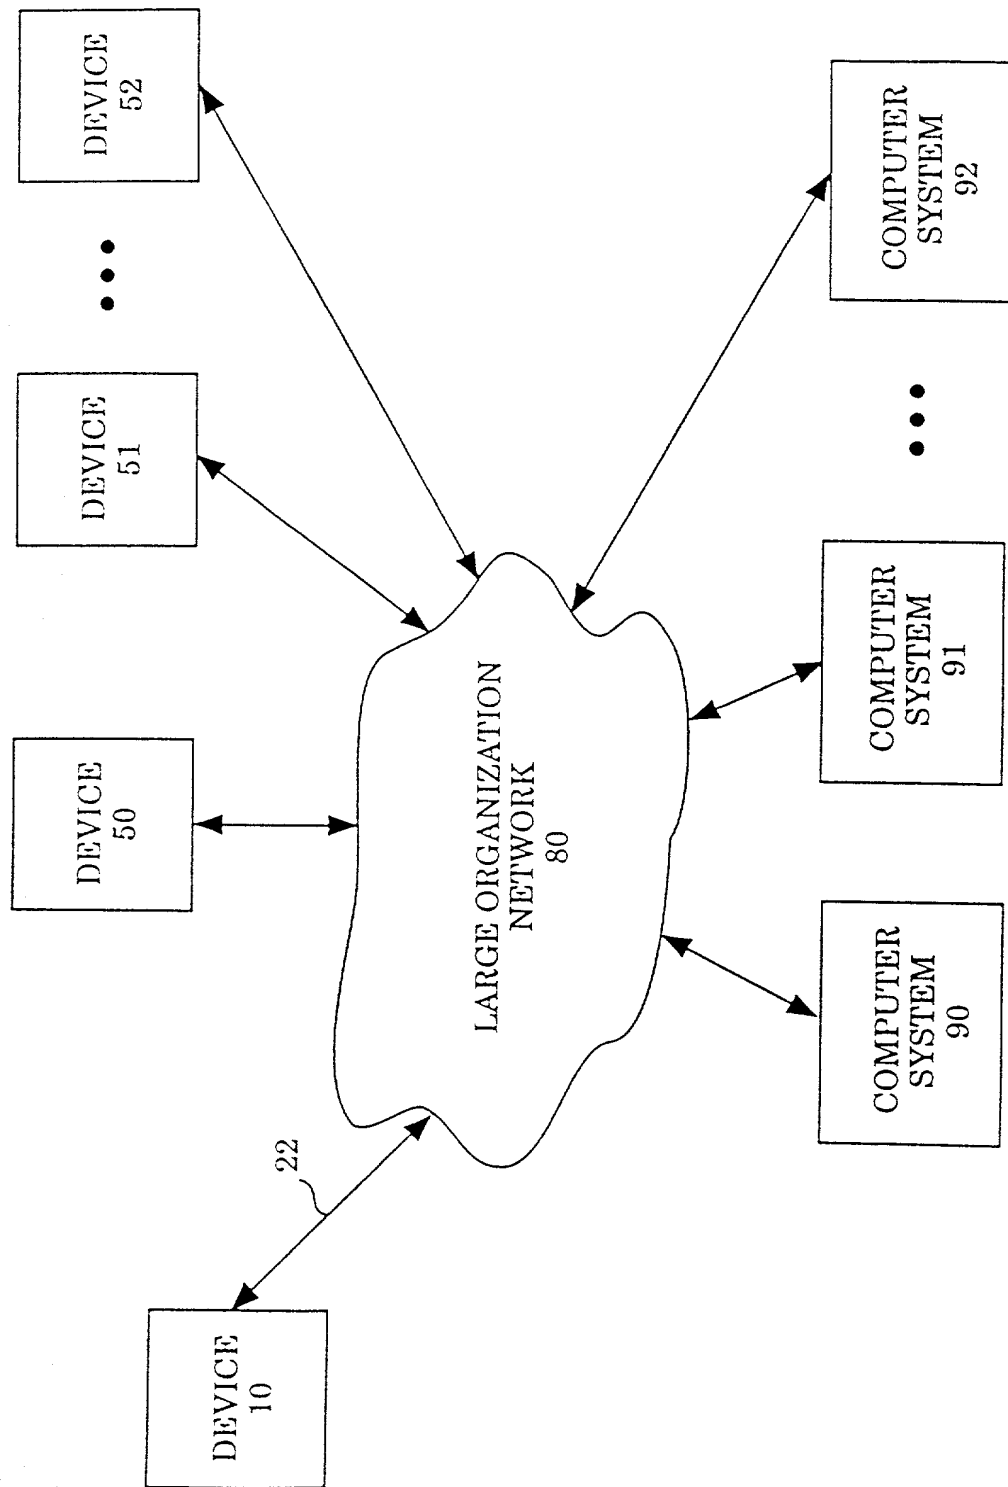 DEVICE
10
22
DEVICE
50
DEVICE
51
DEVICE
52
LARGE ORGANIZATION
NETWORK
80
COMPUTER
SYSTEM
90
COMPUTER
SYSTEM
91
COMPUTER
SYSTEM
92